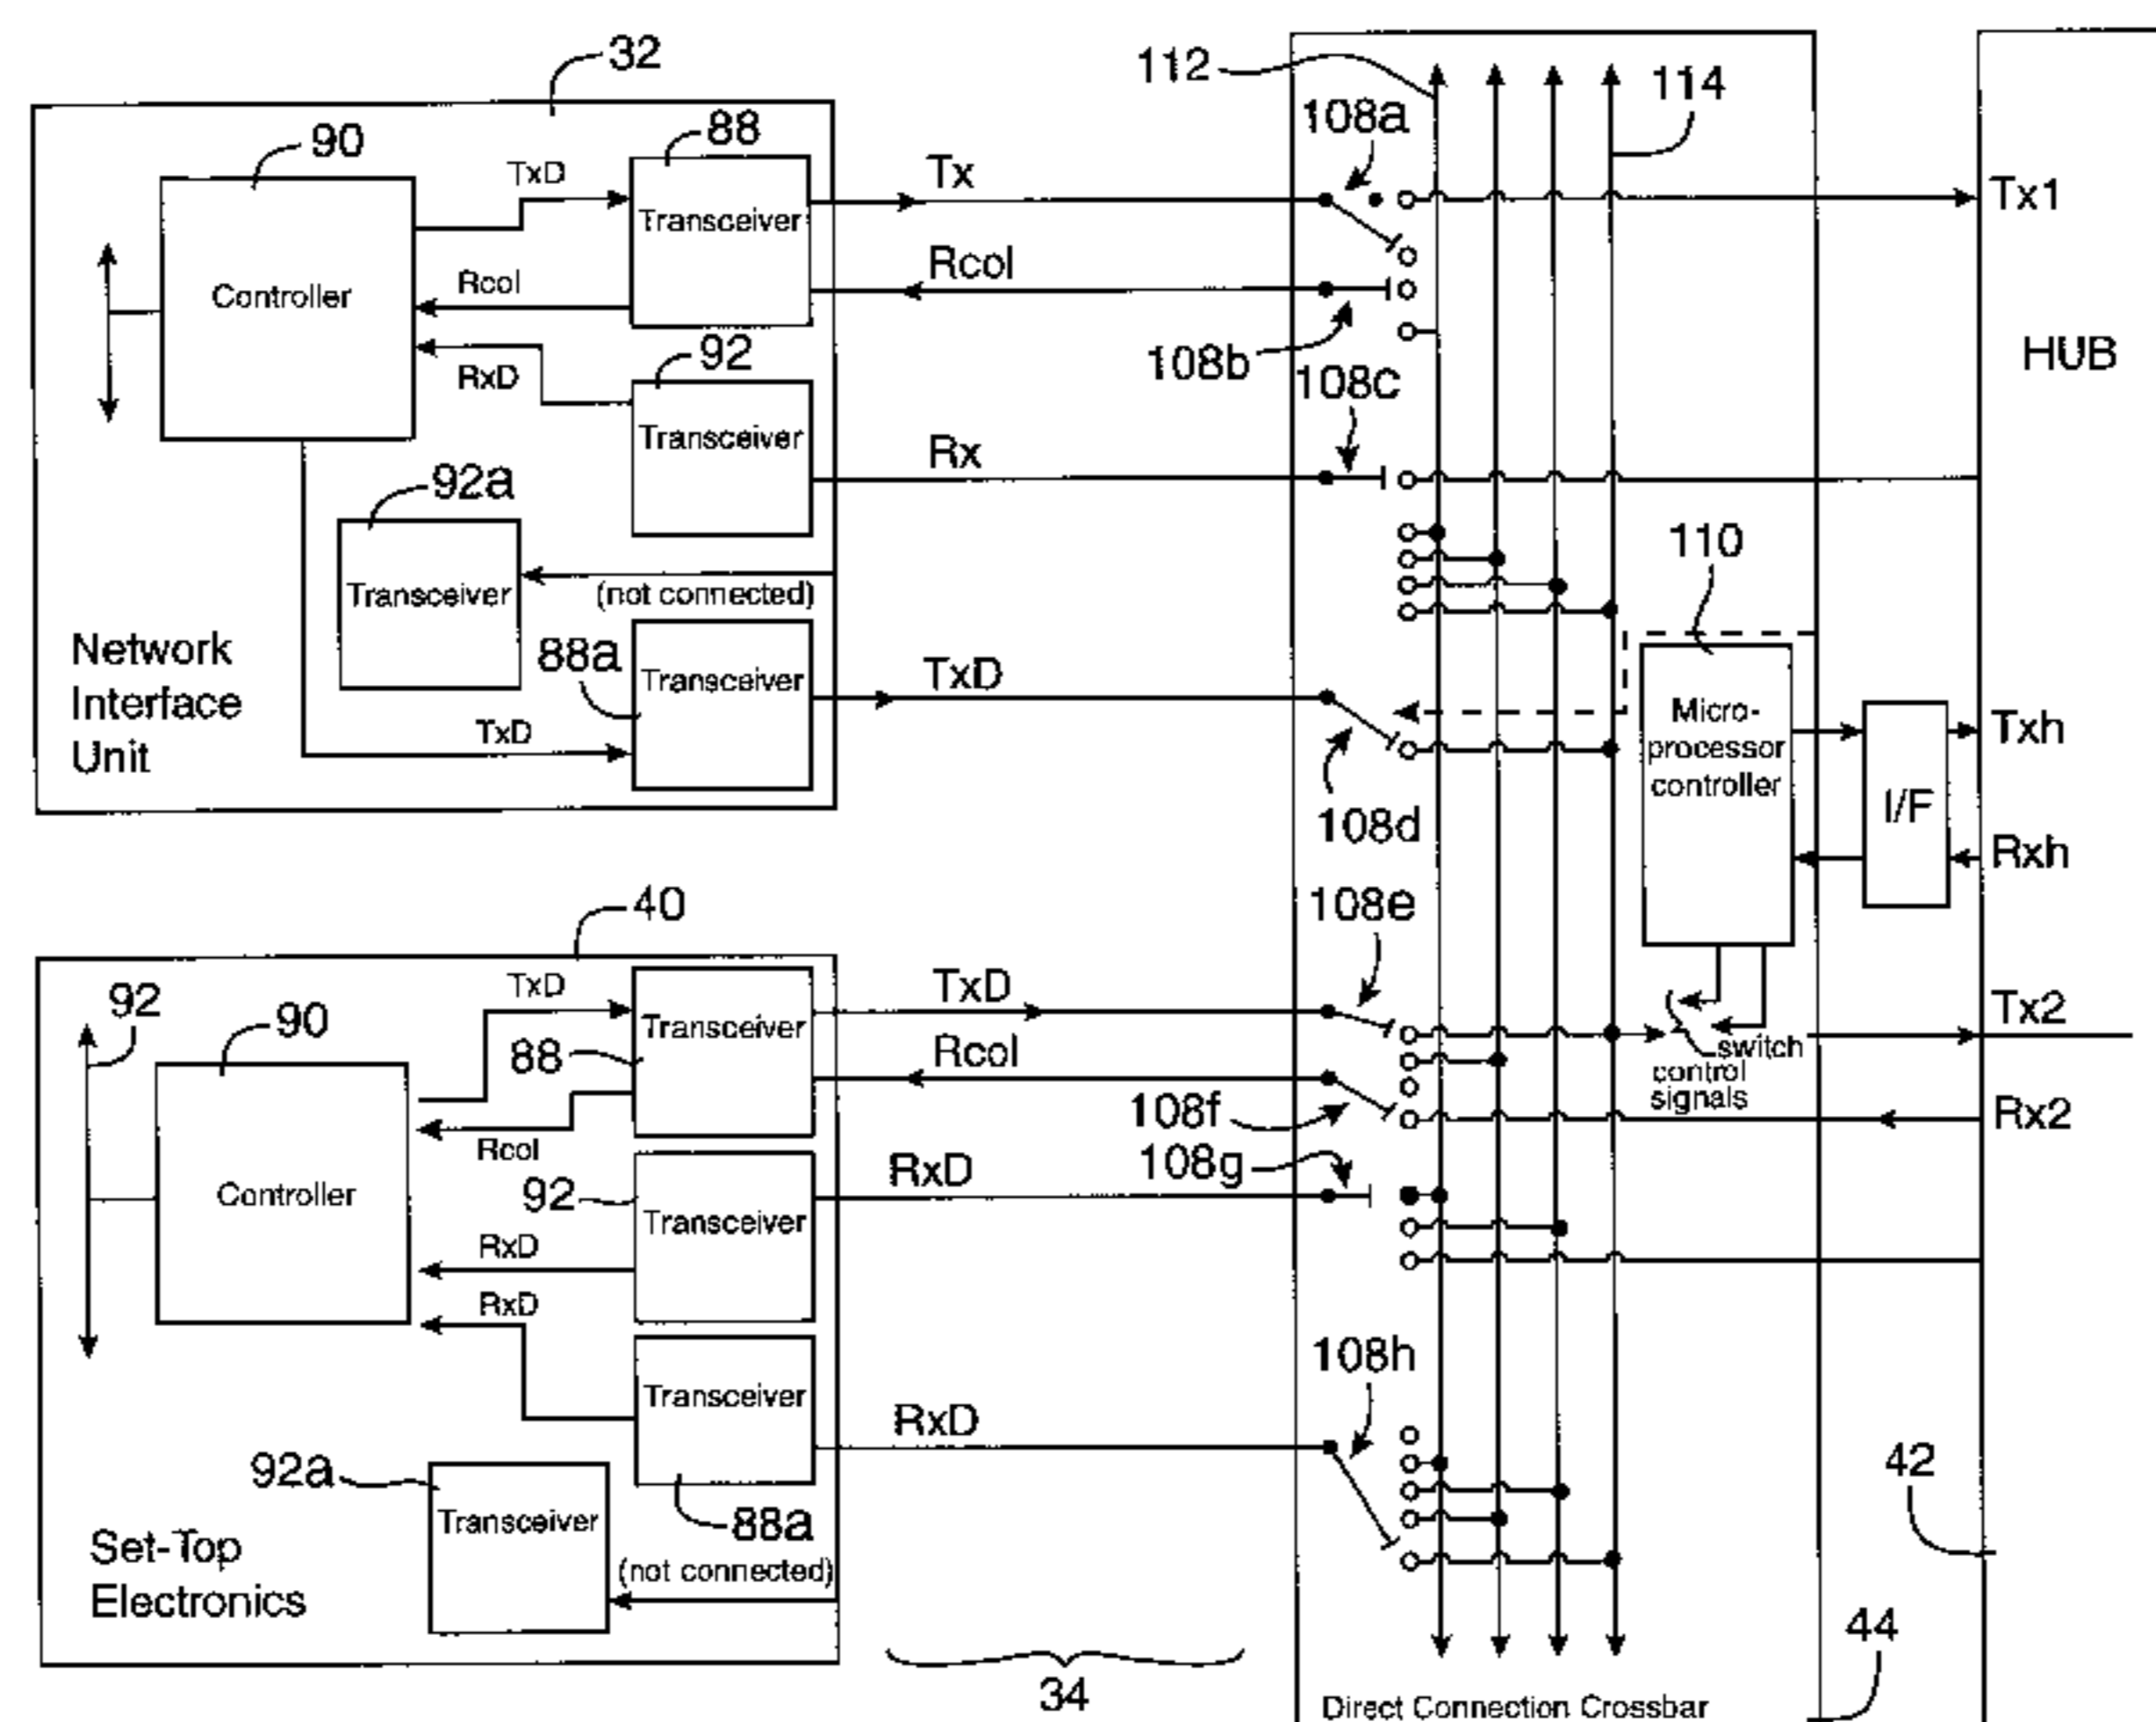 32
90
TxD
88
Transceiver
Controller
Rcol
RxD
92
Transceiver
92a
Transceiver
(not connected)
88a
Transceiver
TxD
Network
Interface
Unit
Tx
Rcol
Rx
TxD
112
108a
114
108b
108c
110
Micro-
processor
controller
108d
I/F
Tx1
HUB
Txh
Rxh
40
92
90
TxD
88
Transceiver
Rcol
Controller
92
Transceiver
RxD
RxD
Transceiver
92a
Transceiver
88a
(not connected)
Set-Top
Electronics
TxD
Rcol
RxD
RxD
34
108e
108f
108g
108h
switch
control
signals
Tx2
Rx2
42
44
Direct Connection Crossbar